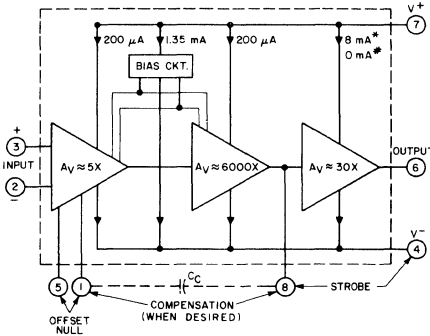 V+
7
200 μA
1.35 mA
200 μA
8 mA*
0 mA#
BIAS CKT.
+
3
INPUT
2
−
AV ≈ 5X
AV ≈ 6000X
AV ≈ 30X
OUTPUT
6
V−
4
5
1
CC
8
STROBE
OFFSET
NULL
COMPENSATION
(WHEN DESIRED)